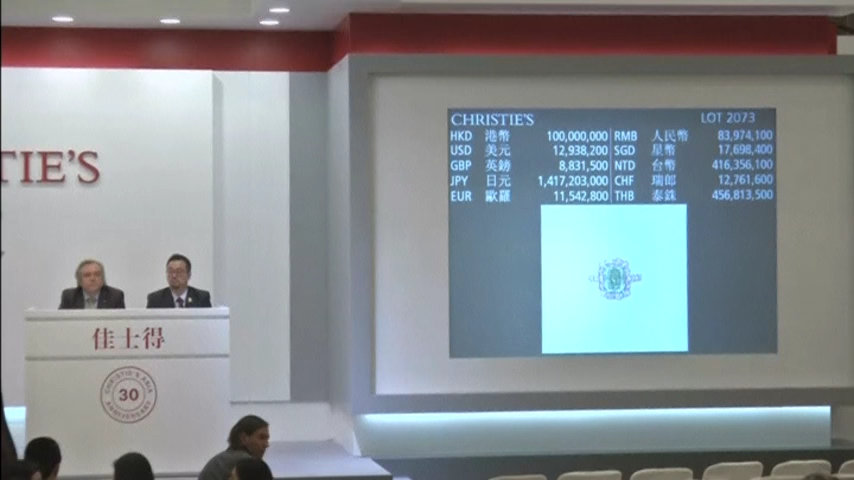 TIE'S
佳士得
CHRISTIE'S ASIA
30
ANNIVERSARY
CHRISTIE'S LOT 2073
HKD 港幣 100,000,000 RMB 人民幣 83,974,100
USD 美元 12,938,200 SGD 星幣 17,698,400
GBP 英鎊 8,831,500 NTD 台幣 416,356,100
JPY 日元 1,417,203,000 CHF 瑞郎 12,761,600
EUR 歐羅 11,542,800 THB 泰銖 456,813,500